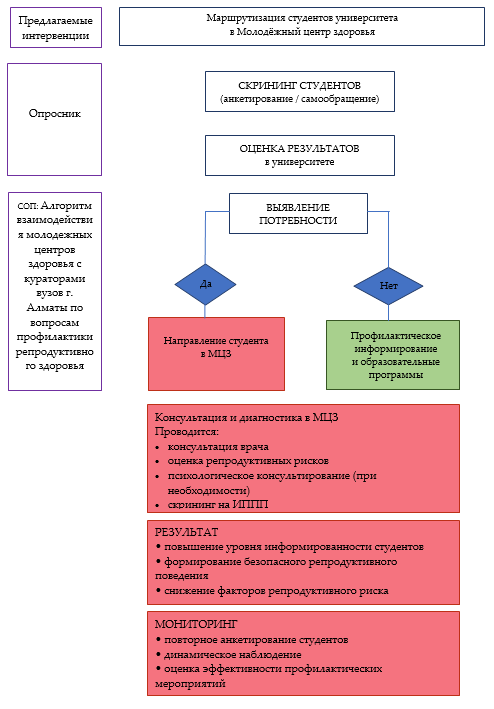 Предлагаемые
интервенции
Маршрутизация студентов университета
в Молодёжный центр здоровья
Опросник
СКРИНИНГ СТУДЕНТОВ
(анкетирование / самообращение)
ОЦЕНКА РЕЗУЛЬТАТОВ
в университете
СОП: Алгоритм
взаимодействи
я молодежных
центров
здоровья с
кураторами
вузов г.
Алматы по
вопросам
профилактики
репродуктивно
го здоровья
ВЫЯВЛЕНИЕ
ПОТРЕБНОСТИ
Да
Нет
Направление студента
в МЦЗ
Профилактическое
информирование
и образовательные
программы
Консультация и диагностика в МЦЗ
Проводится:
• консультация врача
• оценка репродуктивных рисков
• психологическое консультирование (при
необходимости)
• скрининг на ИППП
РЕЗУЛЬТАТ
• повышение уровня информированности студентов
• формирование безопасного репродуктивного
поведения
• снижение факторов репродуктивного риска
МОНИТОРИНГ
• повторное анкетирование студентов
• динамическое наблюдение
• оценка эффективности профилактических
мероприятий